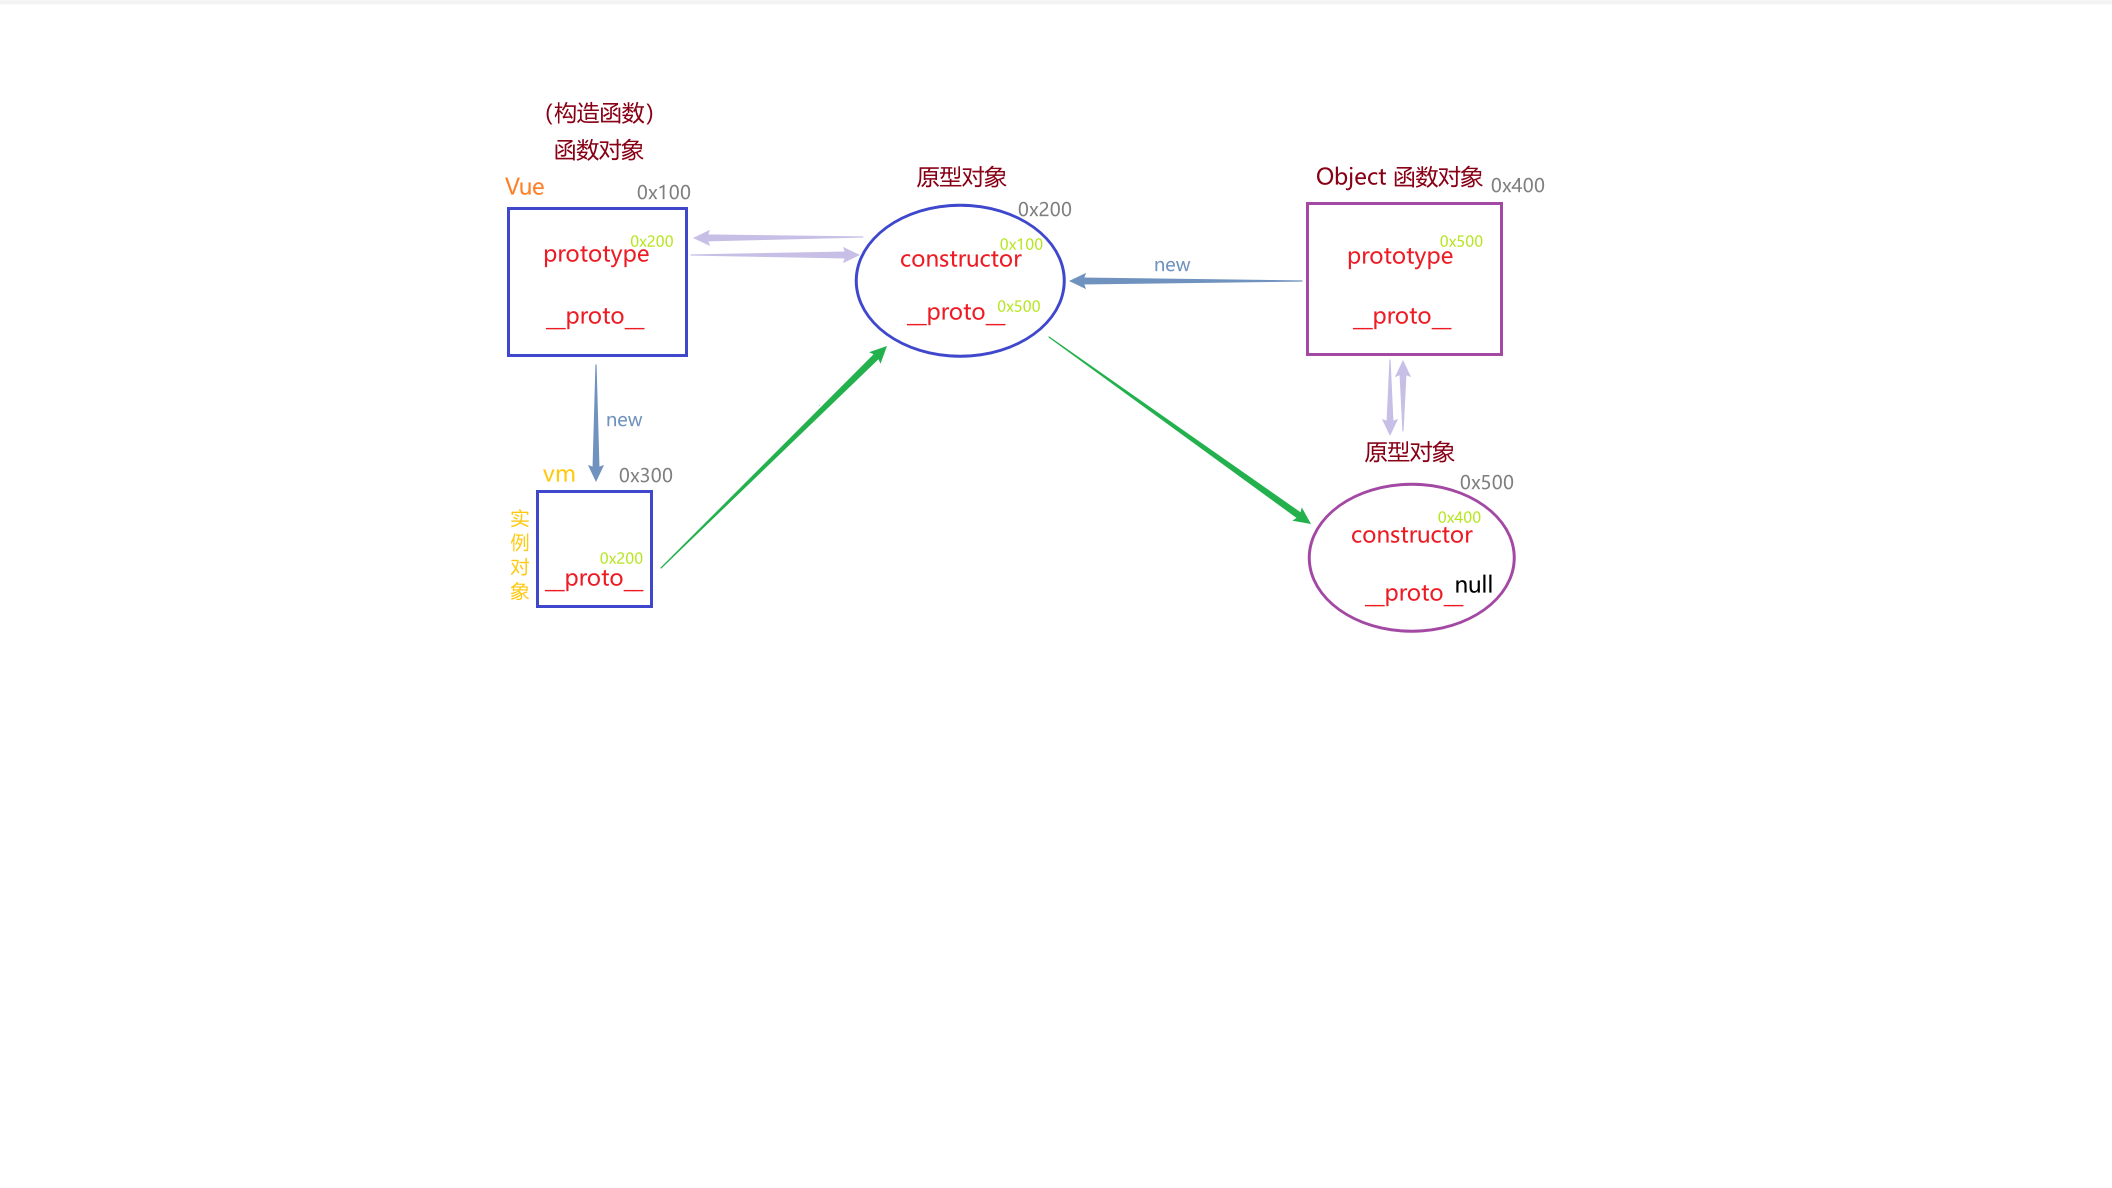 (构造函数)
函数对象
Vue
0x100
prototype
0x200
__proto__
new
vm
0x300
实例对象
0x200
__proto__
原型对象
0x200
0x100
constructor
__proto__
0x500
new
Object 函数对象
0x400
prototype
0x500
__proto__
原型对象
0x500
0x400
constructor
__proto__
null